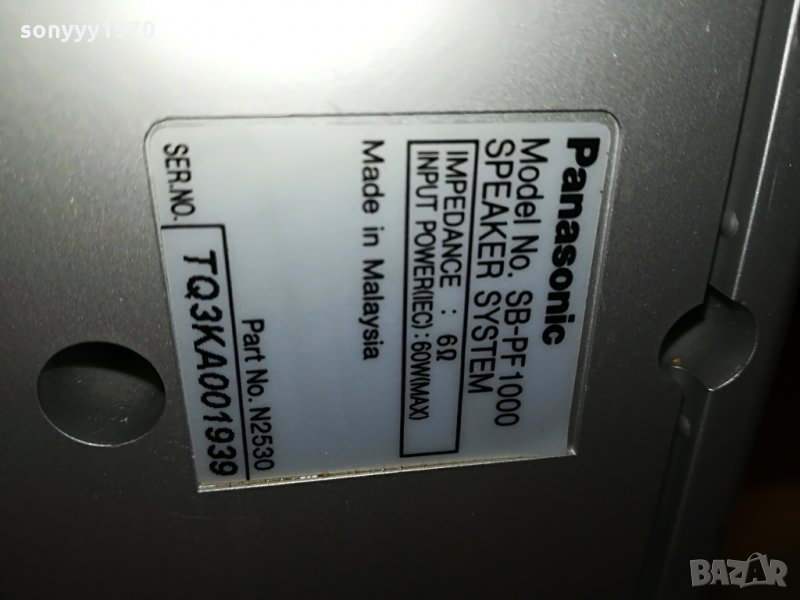 sonyyy1970
Panasonic
Model No. SB-PF1000
SPEAKER SYSTEM
IMPEDANCE : 6Ω
INPUT POWER(IEC) : 60W(MAX)
Made in Malaysia
Part No. N2530
SER.NO. TQ3KA001939
BAZAR